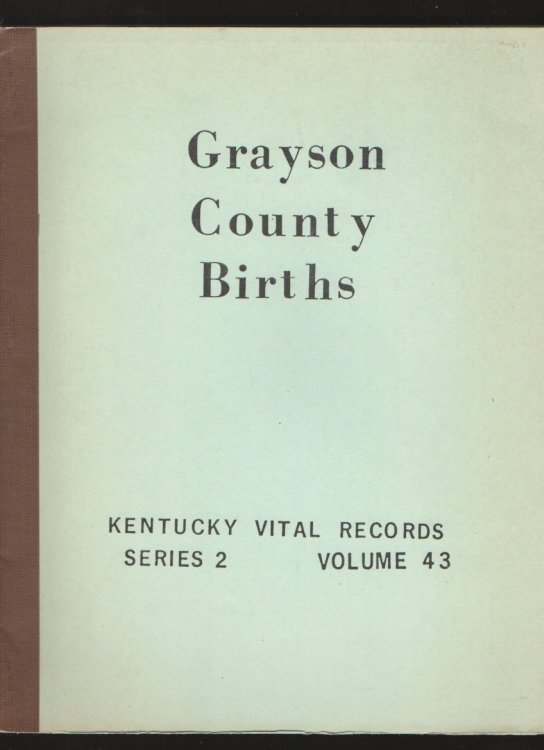 Grayson
County
Births
KENTUCKY VITAL RECORDS
SERIES 2 VOLUME 43